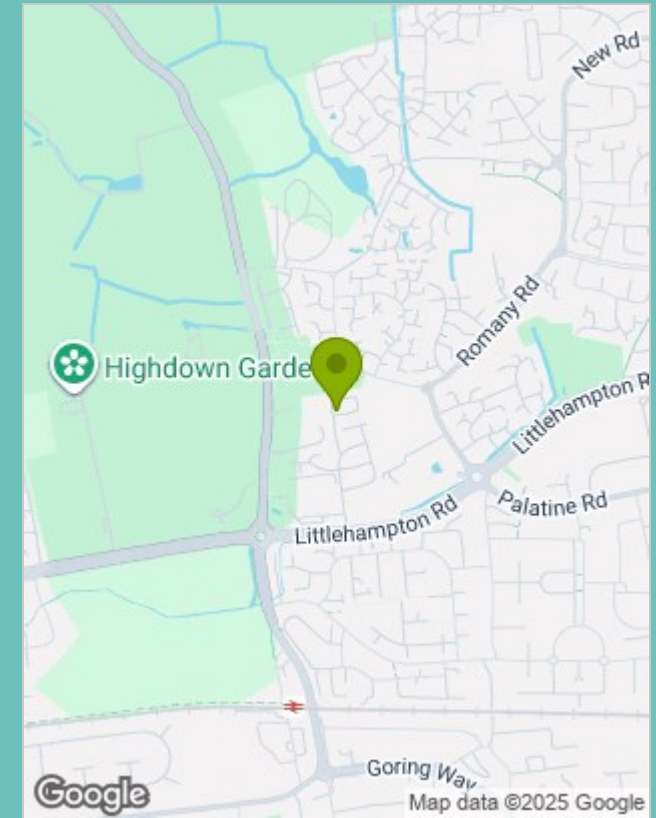 New Rd
Romany Rd
Highdown Garde
Littlehampton R
Palatine Rd
Littlehampton Rd
Goring Way
Google
Map data ©2025 Google